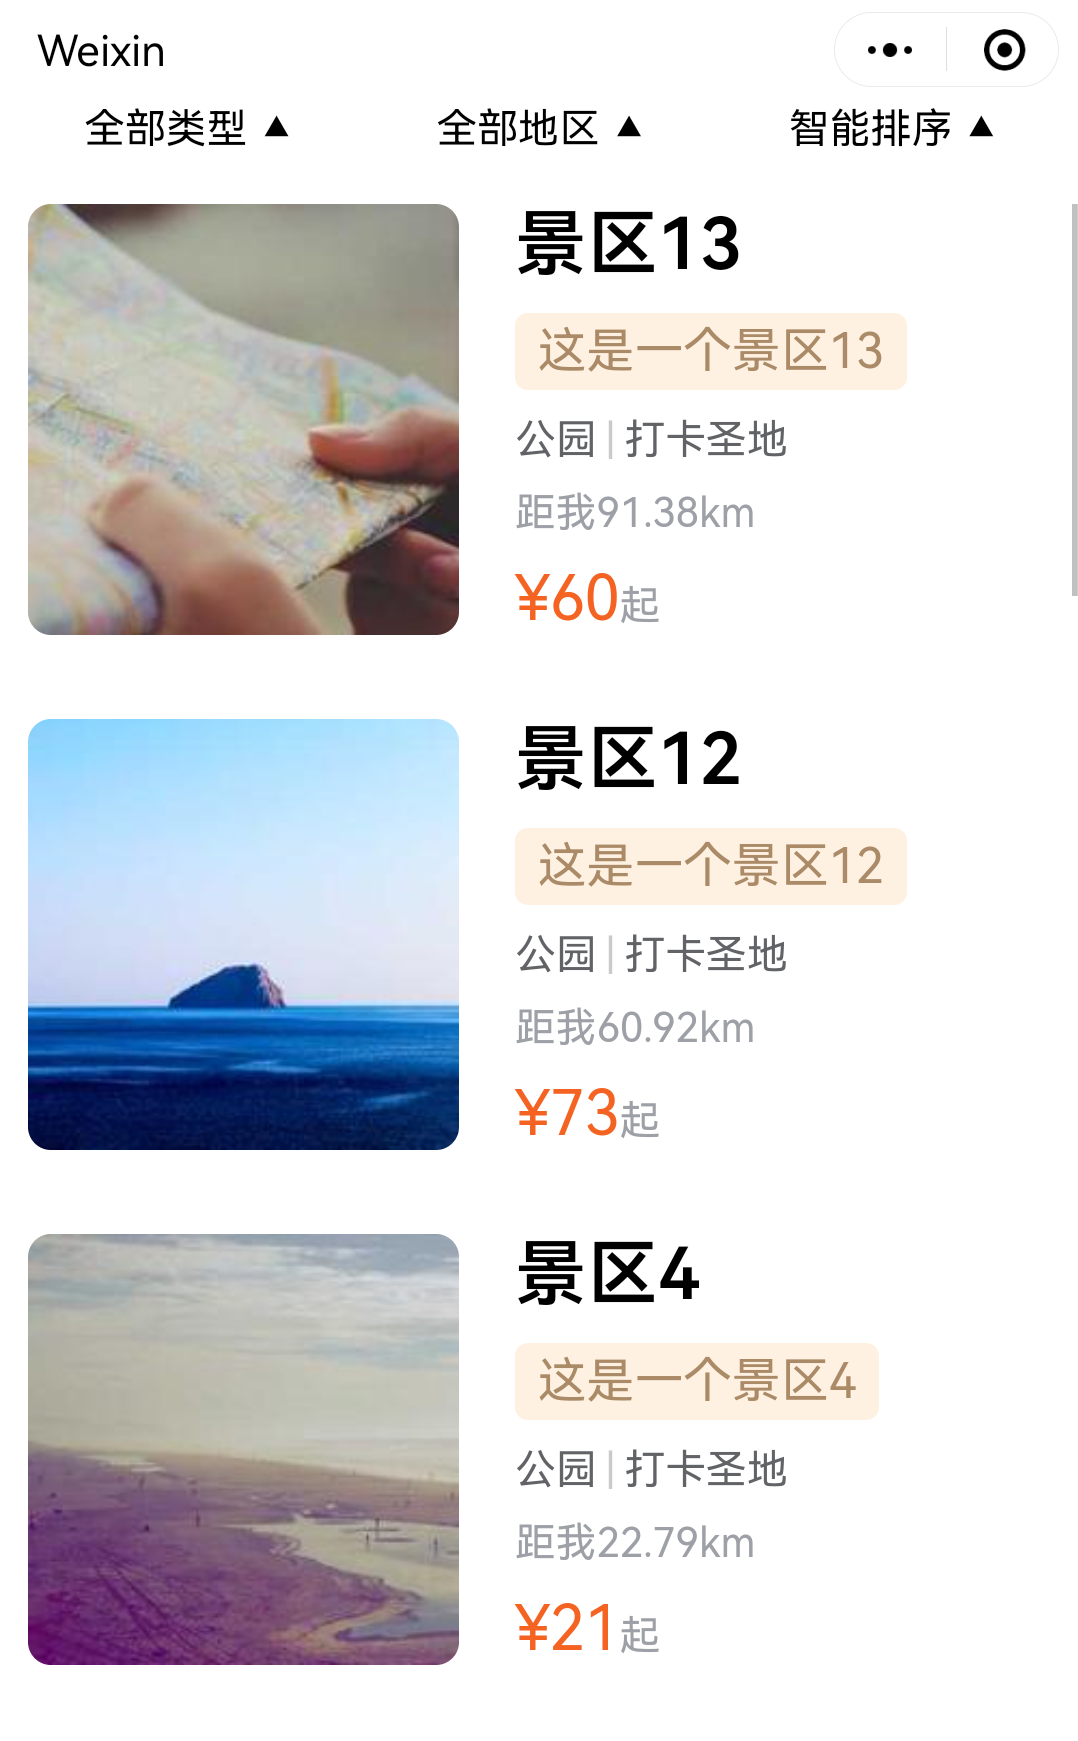 Weixin
全部类型 ▲ 全部地区 ▲ 智能排序 ▲
景区13
这是一个景区13
公园 | 打卡圣地
距我91.38km
¥60起
景区12
这是一个景区12
公园 | 打卡圣地
距我60.92km
¥73起
景区4
这是一个景区4
公园 | 打卡圣地
距我22.79km
¥21起